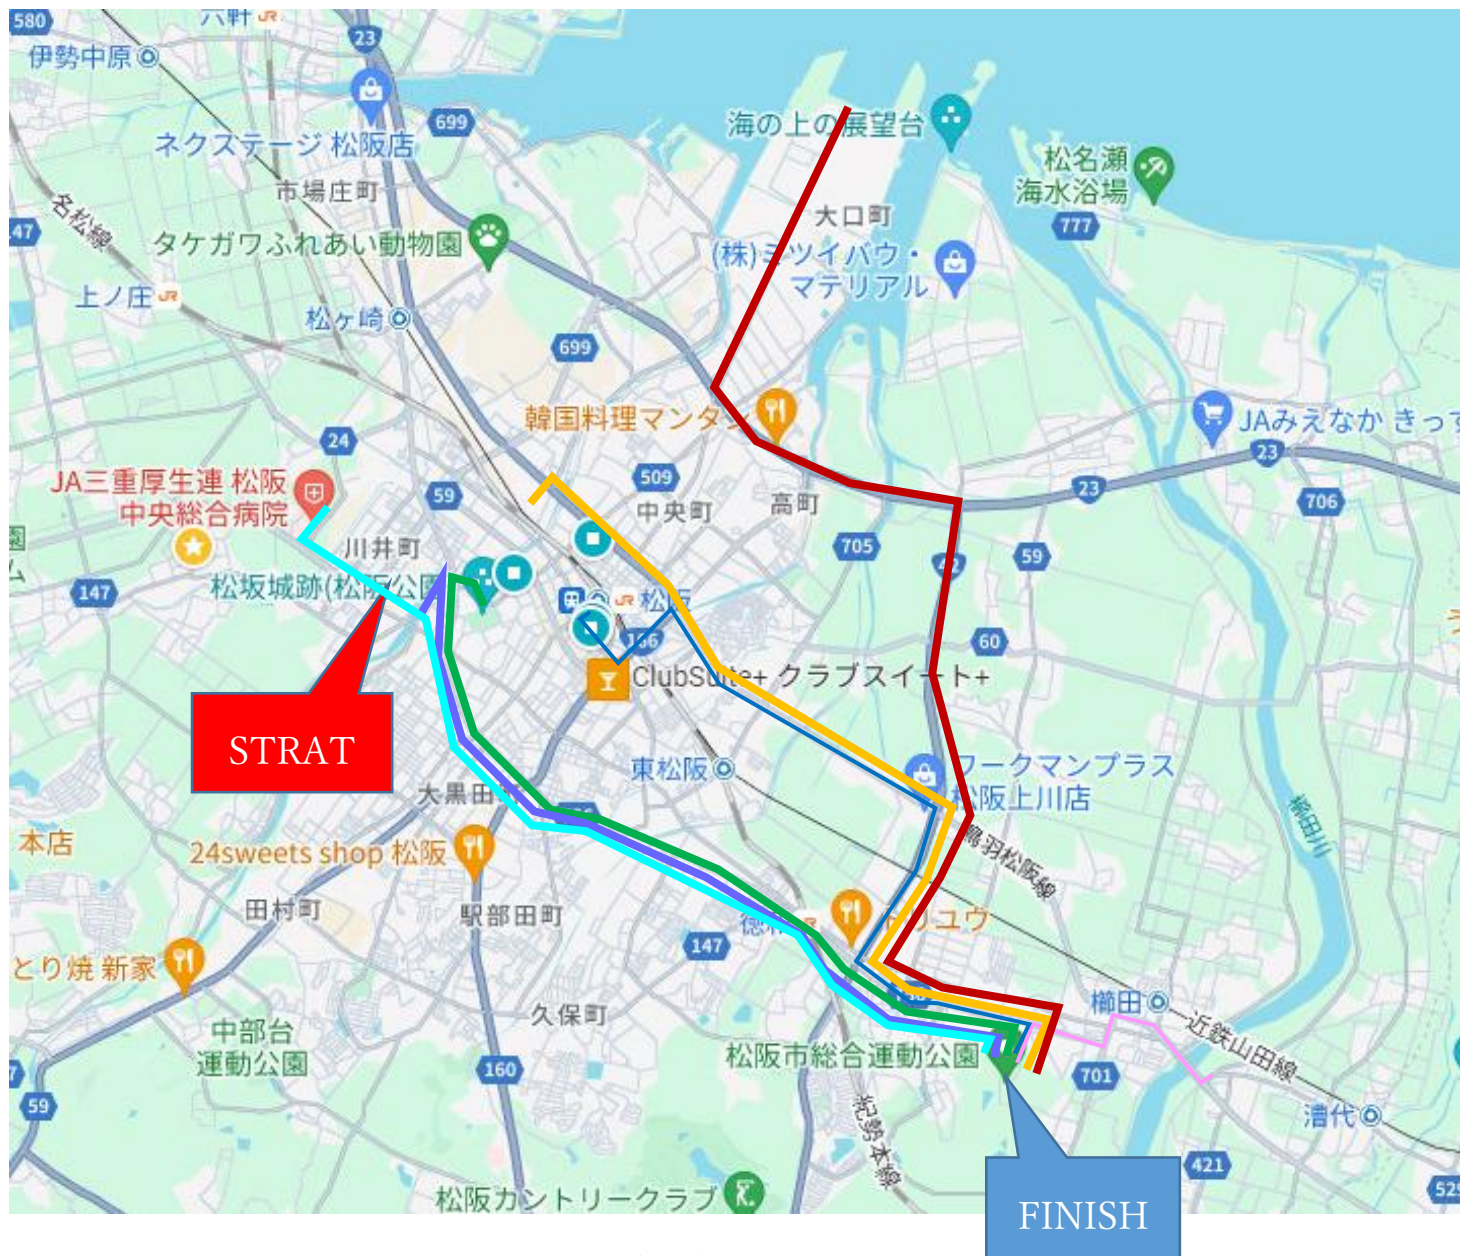 580
六軒
JR
23
伊勢中原
699
海の上の展望台
ネクステージ 松阪店
松名瀬
海水浴場
市場庄町
777
名松線
47
大口町
タケガワふれあい動物園
(株)ミツイバウ・
マテリアル
上ノ庄
JR
松ヶ崎
699
韓国料理マンタン
JAみえなか きっす
23
24
JA三重厚生連 松阪
中央総合病院
59
509
中央町
高町
23
706
川井町
705
59
147
松坂城跡(松阪公園
JR 松阪
42
60
166
ClubSuite+ クラブスイート+
STRAT
東松阪
ワークマンプラス
松阪上川店
大黒田
櫛田川
本店
24sweets shop 松阪
鳥羽松阪線
田村町
駅部田町
147
とり焼 新家
久保町
櫛田
中部台
運動公園
近鉄山田線
松阪市総合運動公園
160
701
59
紀勢本線
漕代
421
529
松阪カントリークラブ
FINISH